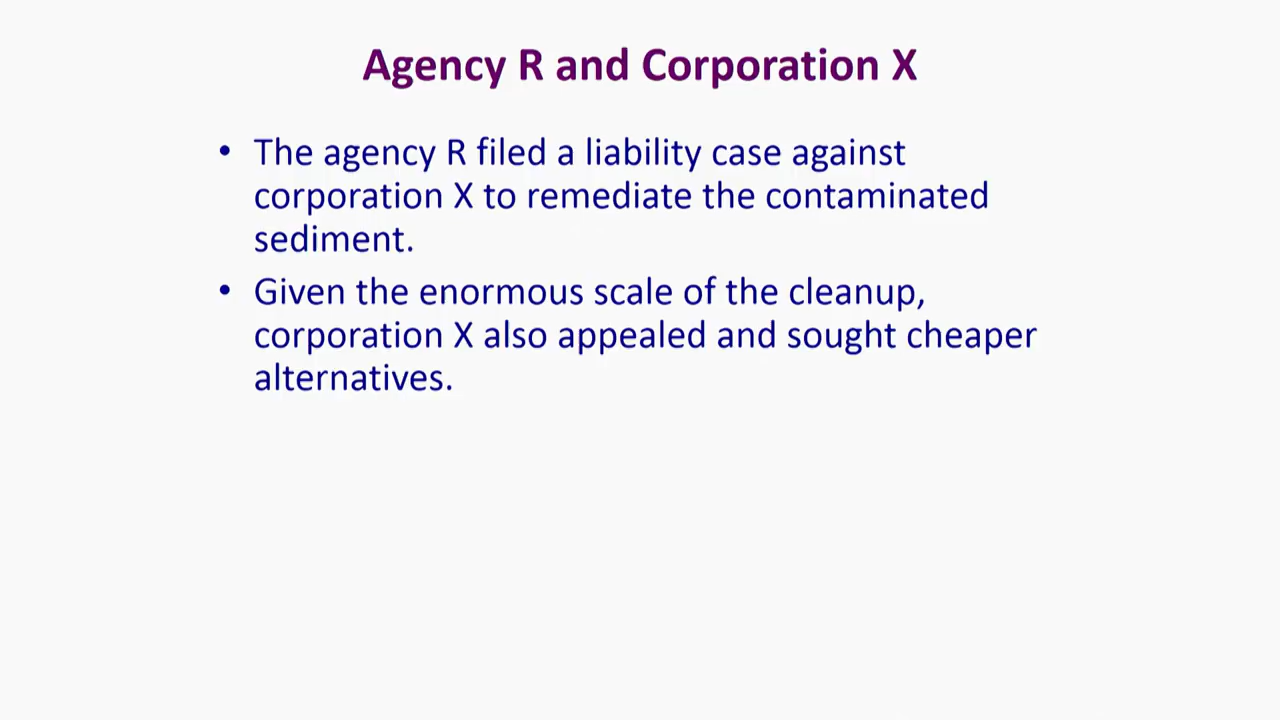 Agency R and Corporation X
• The agency R filed a liability case against
corporation X to remediate the contaminated
sediment.
• Given the enormous scale of the cleanup,
corporation X also appealed and sought cheaper
alternatives.